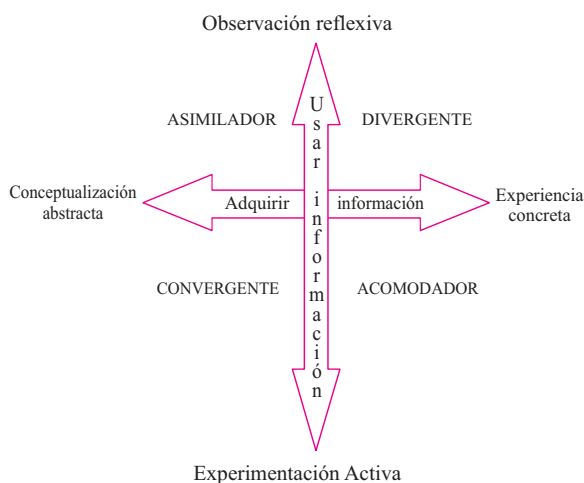 Observación reflexiva
ASIMILADOR
DIVERGENTE
Usar información
Conceptualización
abstracta
Adquirir
información
Experiencia
concreta
CONVERGENTE
ACOMODADOR
Experimentación Activa